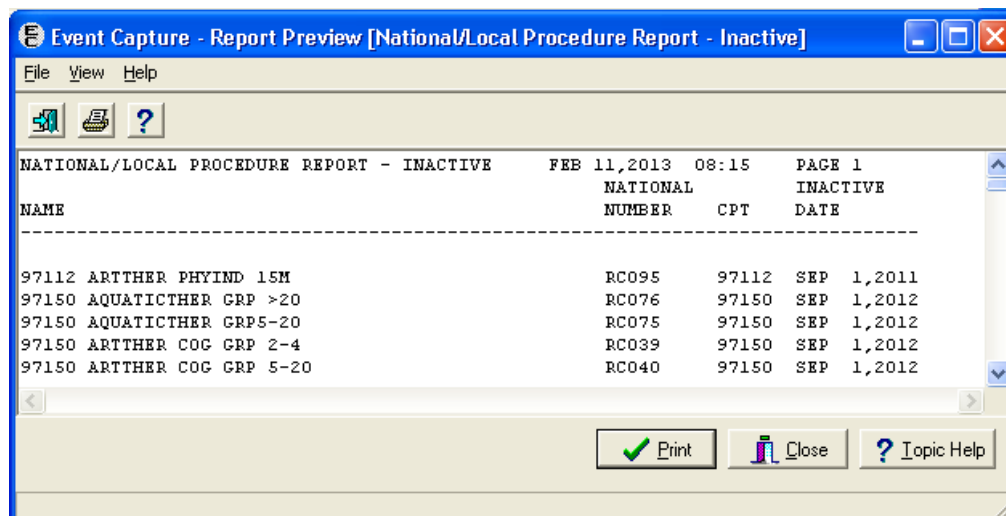 Event Capture - Report Preview [National/Local Procedure Report - Inactive]
File View Help
?
NATIONAL/LOCAL PROCEDURE REPORT - INACTIVE FEB 11,2013 08:15 PAGE 1
NATIONAL INACTIVE
NAME NUMBER CPT DATE
--------------------------------------------------------------------------------
97112 ARTTHER PHYIND 15M RC095 97112 SEP 1,2011
97150 AQUATICTHER GRP >20 RC076 97150 SEP 1,2012
97150 AQUATICTHER GRP5-20 RC075 97150 SEP 1,2012
97150 ARTTHER COG GRP 2-4 RC039 97150 SEP 1,2012
97150 ARTTHER COG GRP 5-20 RC040 97150 SEP 1,2012
Print Close ? Topic Help